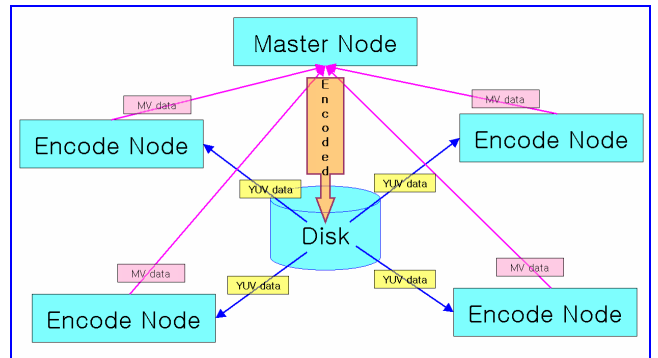 Master Node
Encoded
MV data
MV data
Encode Node
Encode Node
YUV data
YUV data
Disk
MV data
MV data
YUV data
YUV data
Encode Node
Encode Node